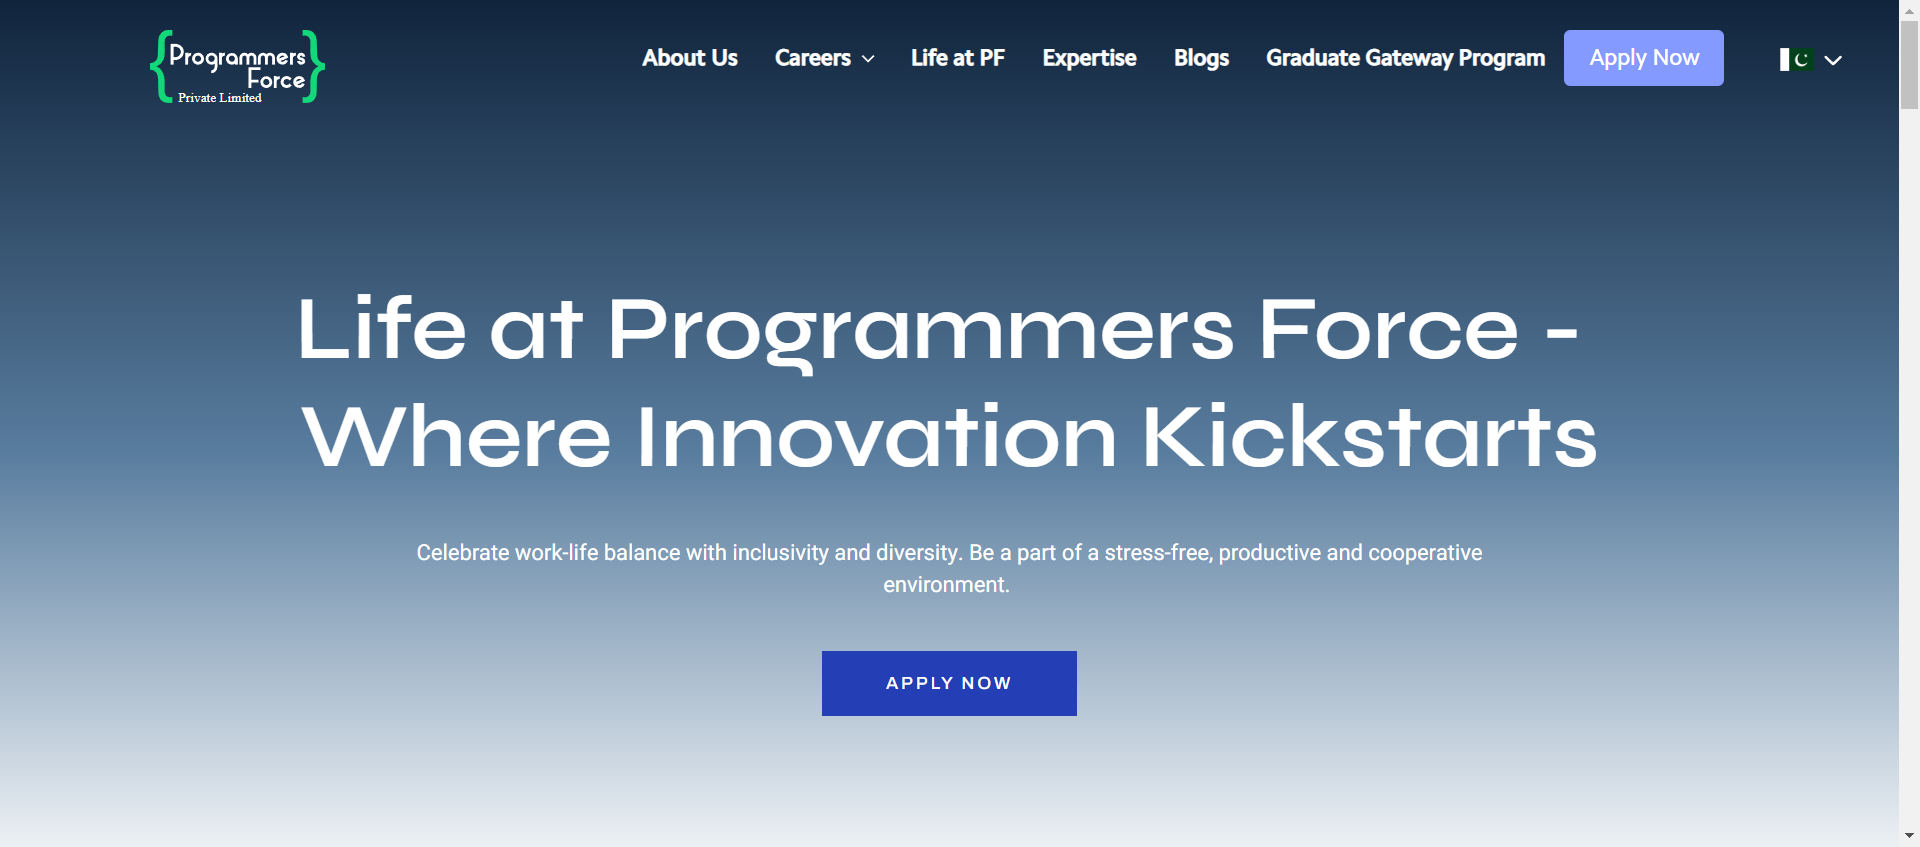 Programmers
Force
Private Limited
About Us Careers Life at PF Expertise Blogs Graduate Gateway Program Apply Now
Life at Programmers Force -
Where Innovation Kickstarts
Celebrate work-life balance with inclusivity and diversity. Be a part of a stress-free, productive and cooperative
environment.
APPLY NOW